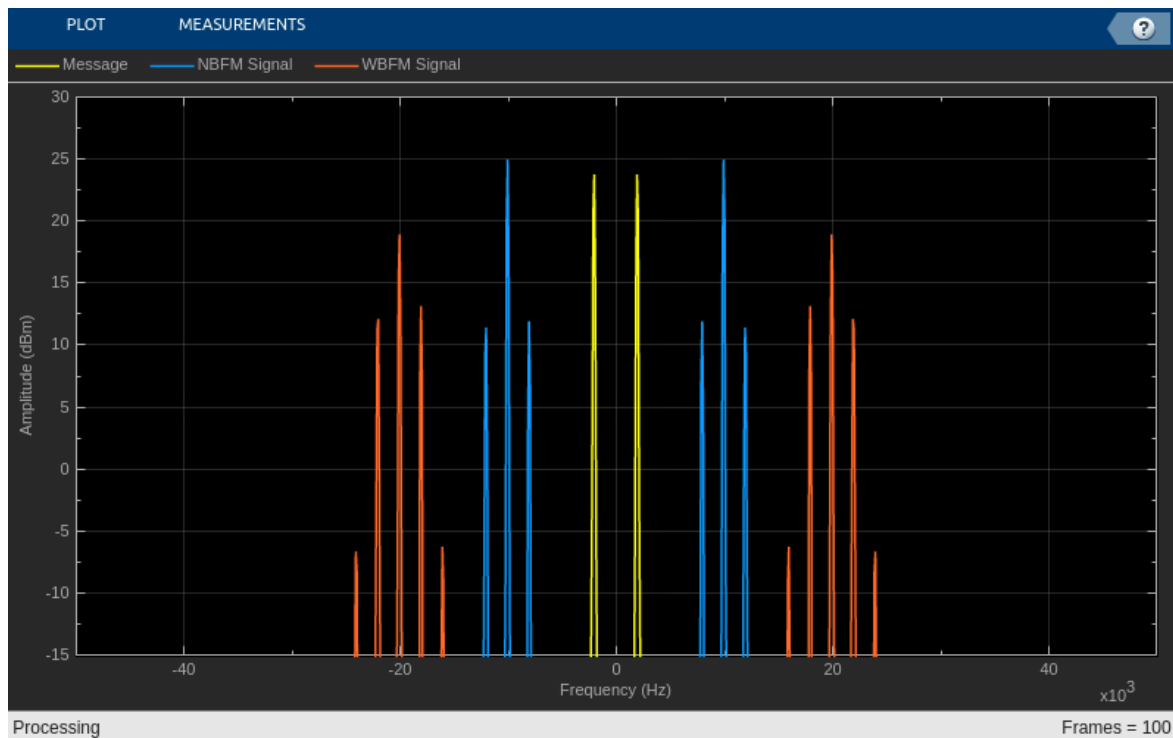 PLOT MEASUREMENTS ?
Message NBFM Signal WBFM Signal
30
25
20
15
10
5
0
-5
-10
-15
Amplitude (dBm)
-40 -20 0 20 40
Frequency (Hz)
x10³
Processing Frames = 100